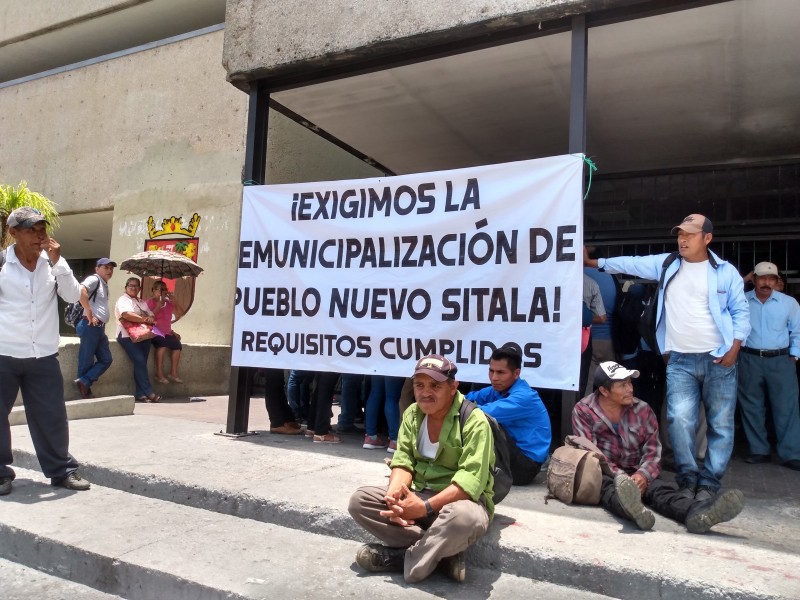 ¡EXIGIMOS LA
EMUNICIPALIZACIÓN DE
PUEBLO NUEVO SITALA!
REQUISITOS CUMPLIDOS